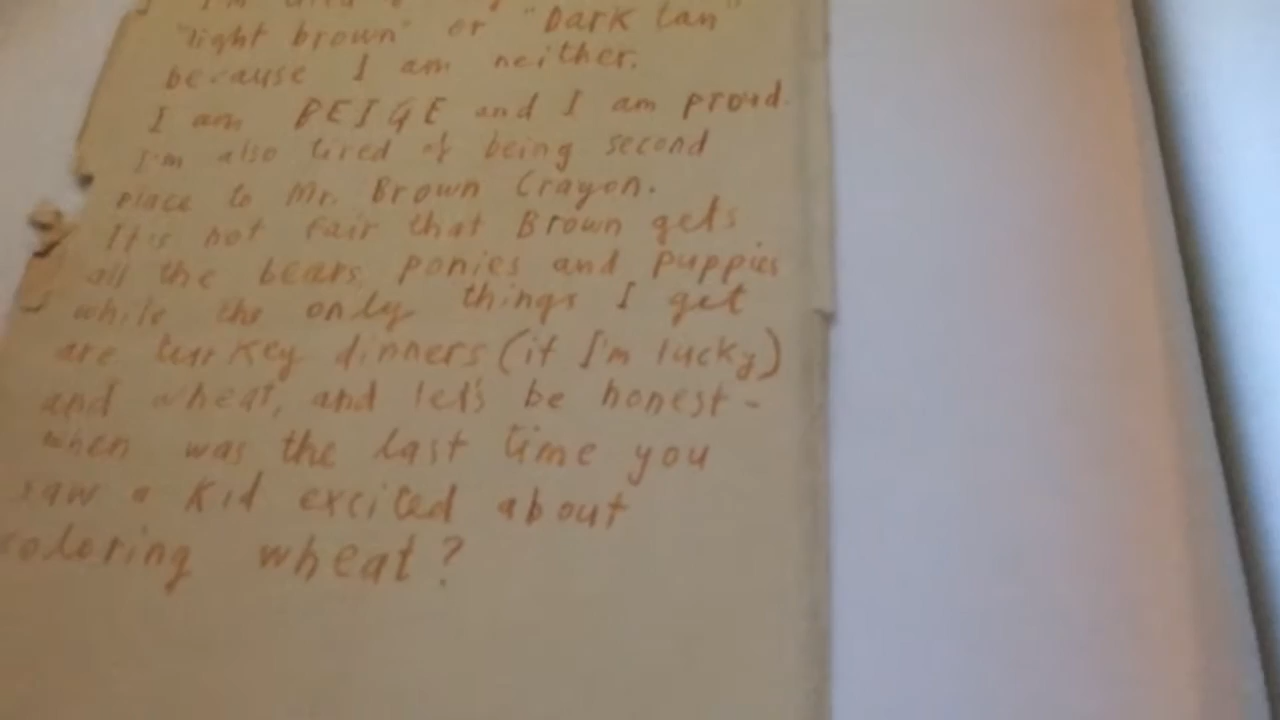 "light brown" or "Dark tan"
because I am neither.
I am BEIGE and I am proud.
I'm also tired of being second
place to Mr. Brown Crayon.
It's not fair that Brown gets
all the bears, ponies and puppies
while the only things I get
are turkey dinners (if I'm lucky)
and wheat, and let's be honest -
when was the last time you
saw a kid excited about
coloring wheat?